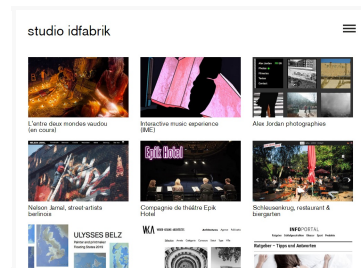 studio idfabrik
L'entre deux-mondes vaudou
(en cours)
Interactive music experience
(IME)
Alex Jordan photographies
Epik Hotel
Nelson Jamal, street-artists
berlinois
Compagnie de théâtre Epik
Hotel
Schleusenkrug, restaurant &
biergarten
ULYSSES BELZ
INFOPORTAL
Ratgeber – Tipps und Antworten